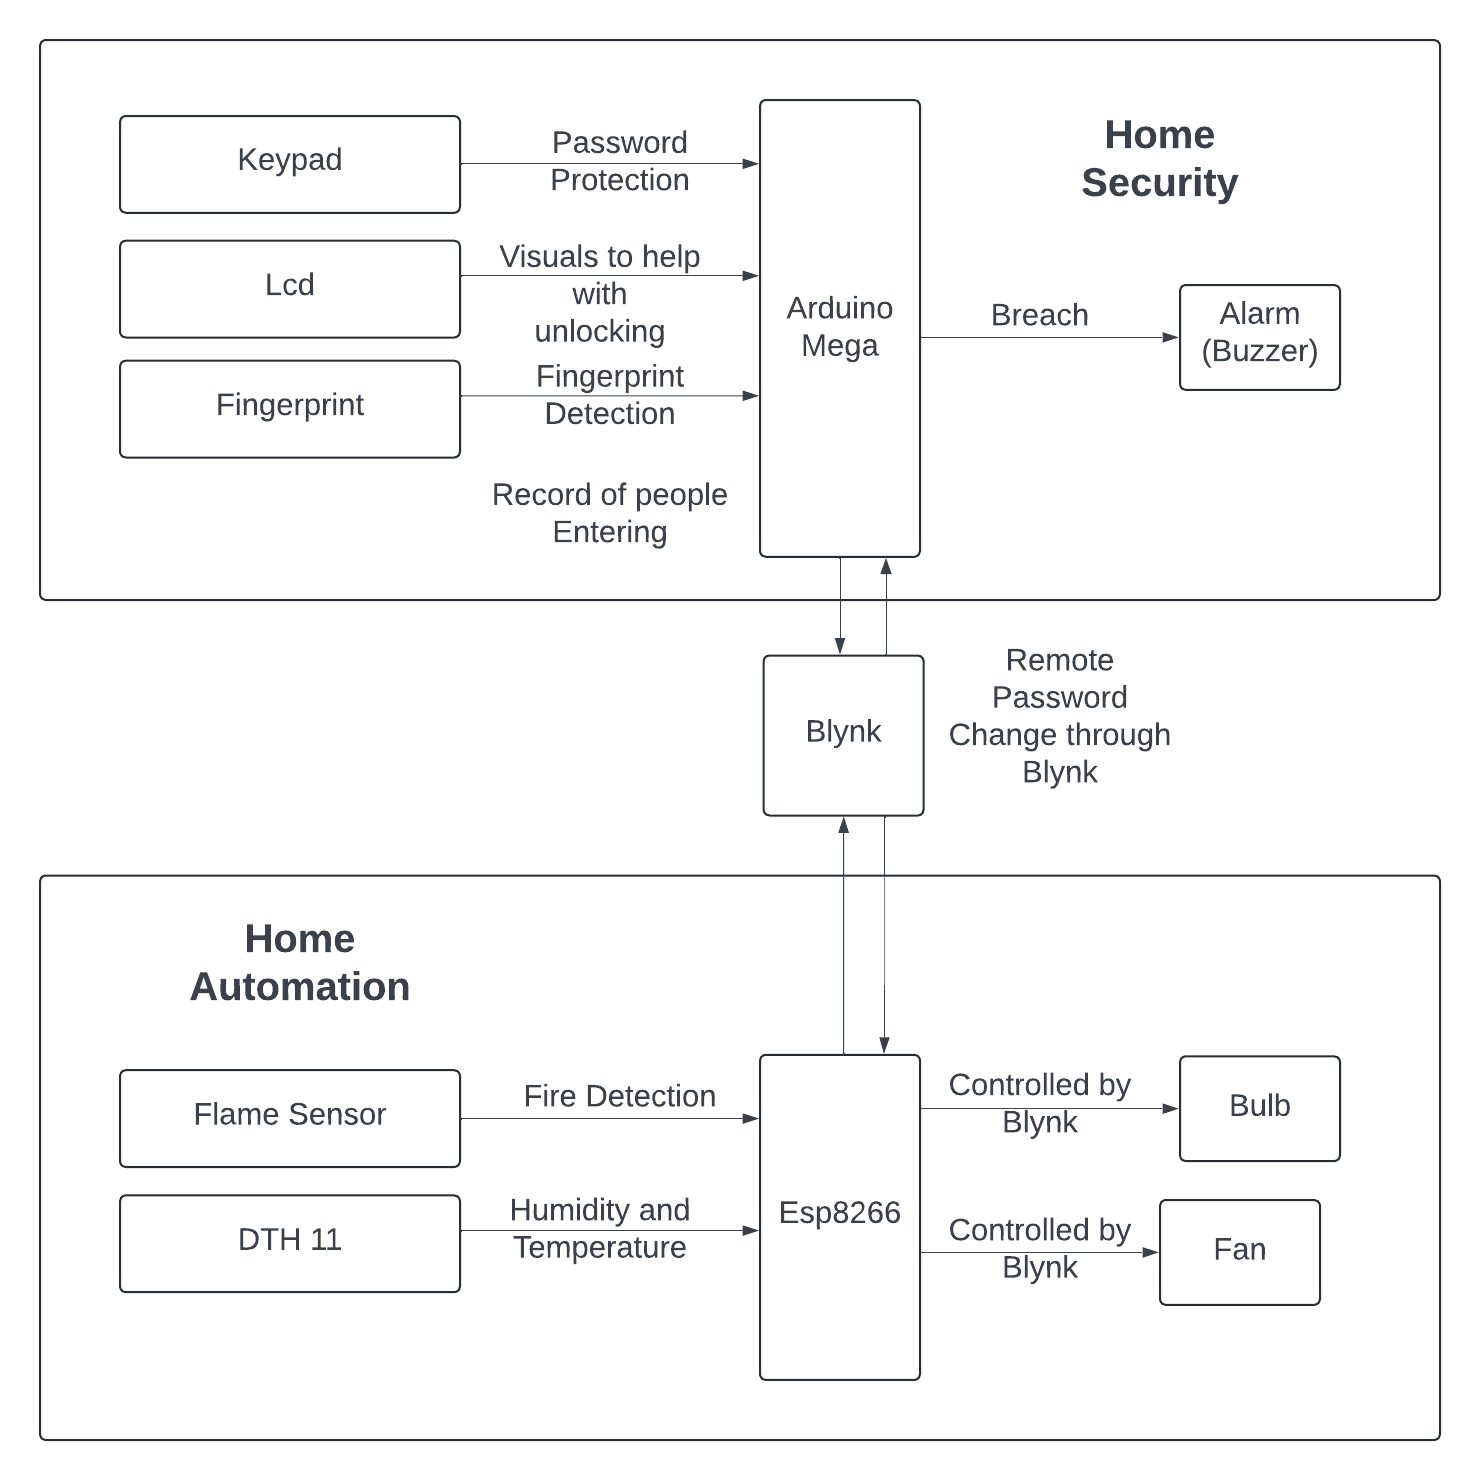 Home
Security
Keypad
Password
Protection
Lcd
Visuals to help
with
unlocking
Fingerprint
Fingerprint
Detection
Record of people
Entering
Arduino
Mega
Breach
Alarm
(Buzzer)
Blynk
Remote
Password
Change through
Blynk
Home
Automation
Flame Sensor
Fire Detection
DTH 11
Humidity and
Temperature
Esp8266
Controlled by
Blynk
Bulb
Controlled by
Blynk
Fan